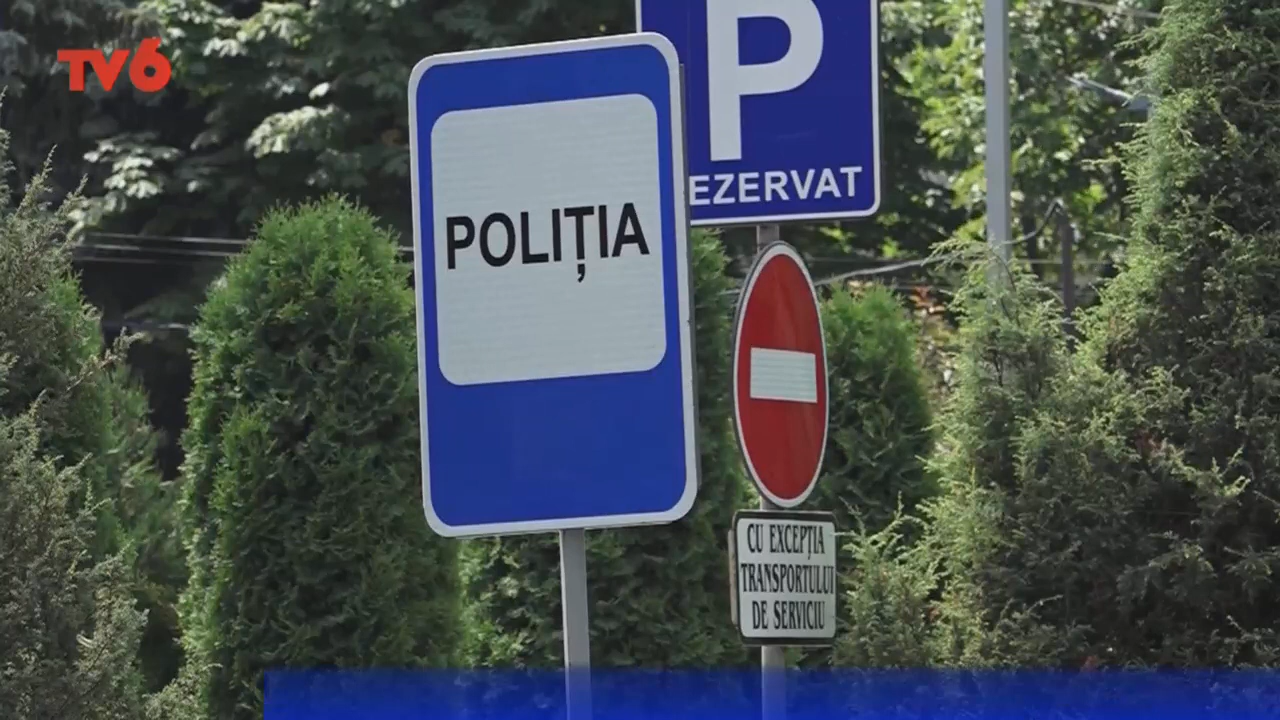 TV6
P
EZERVAT
POLIȚIA
CU EXCEPȚIA
TRANSPORTULUI
DE SERVICIU